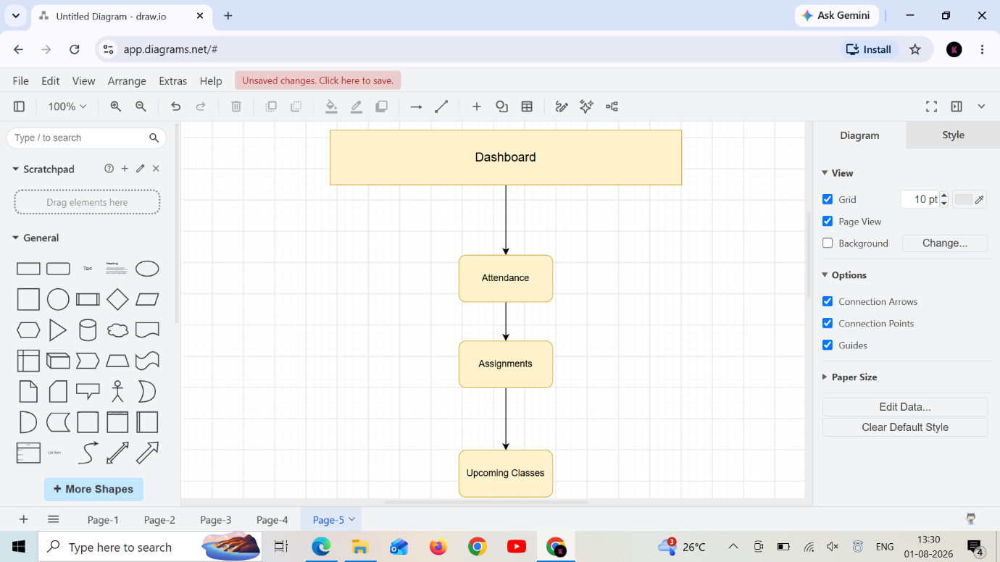 Untitled Diagram - draw.io
Ask Gemini
app.diagrams.net/#
Install
K
File Edit View Arrange Extras Help Unsaved changes. Click here to save.
100%
Type / to search
Scratchpad
Drag elements here
General
Text
Heading
List Item
+ More Shapes
Dashboard
Attendance
Assignments
Upcoming Classes
Diagram Style
View
Grid 10 pt
Page View
Background Change...
Options
Connection Arrows
Connection Points
Guides
Paper Size
Edit Data...
Clear Default Style
Page-1 Page-2 Page-3 Page-4 Page-5
Type here to search
3
26°C
ENG
13:30
01-08-2026
4